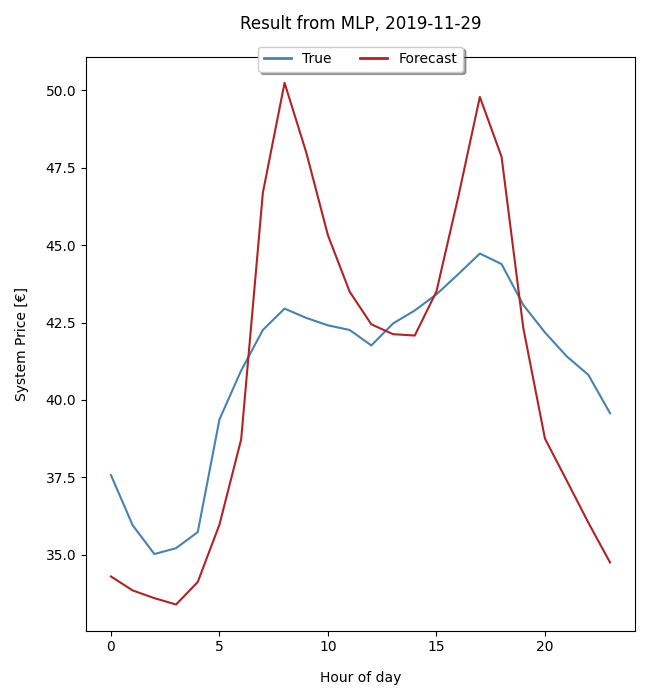 Result from MLP, 2019-11-29
True Forecast
50.0
47.5
45.0
42.5
40.0
37.5
35.0
System Price [€]
0 5 10 15 20
Hour of day